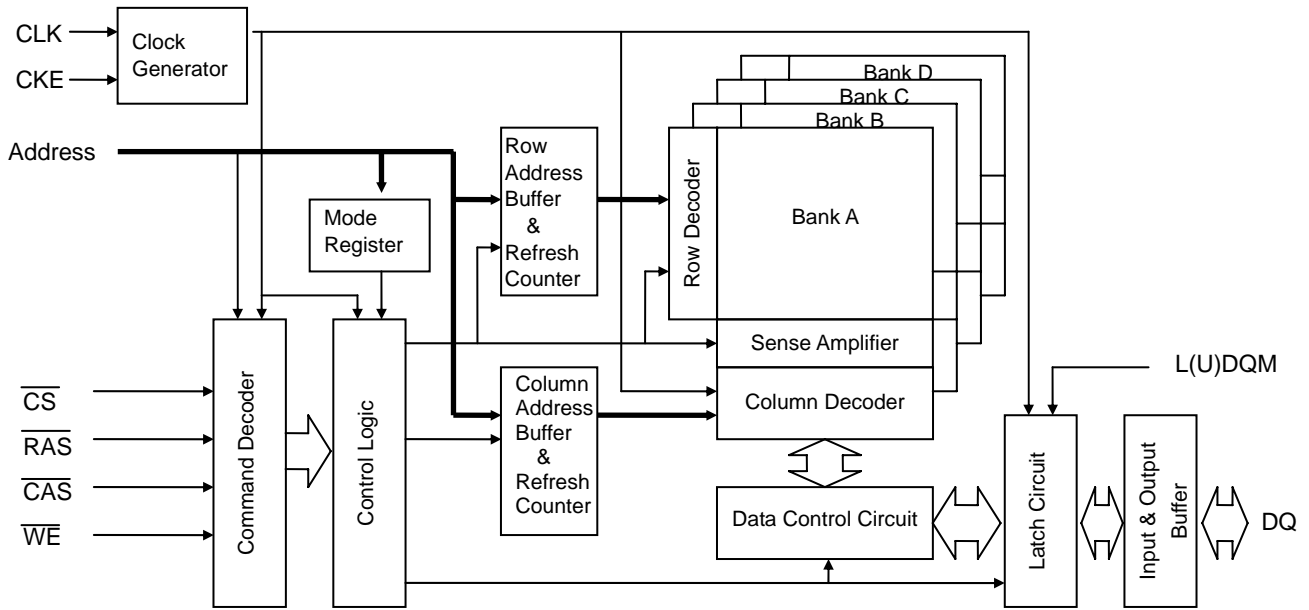 CLK
CKE
Clock
Generator
Address
Mode
Register
Row
Address
Buffer
&
Refresh
Counter
Bank D
Bank C
Bank B
Bank A
Row Decoder
Sense Amplifier
Column Decoder
Column
Address
Buffer
&
Refresh
Counter
CS
RAS
CAS
WE
Command Decoder
Control Logic
Data Control Circuit
L(U)DQM
Latch Circuit
Input & Output
Buffer
DQ